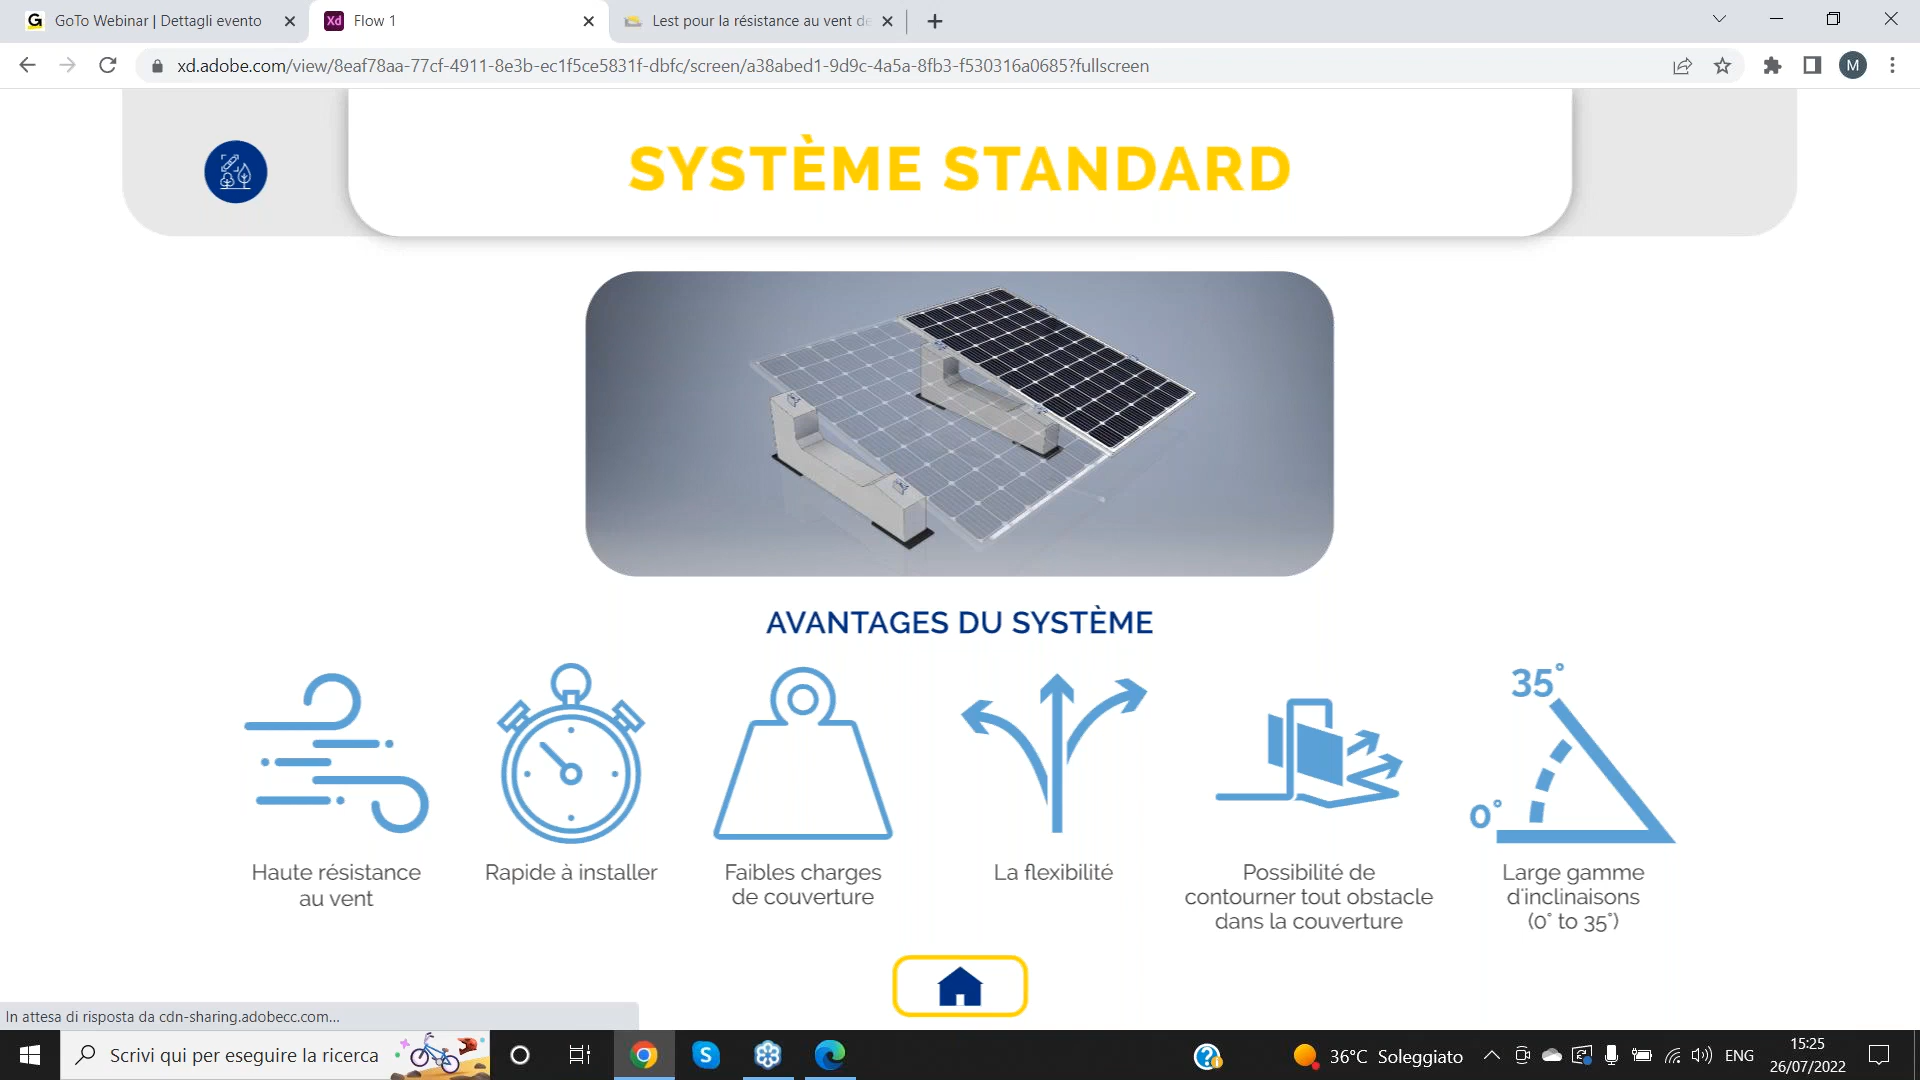 GoTo Webinar | Dettagli evento
Flow 1
Lest pour la résistance au vent de
xd.adobe.com/view/8eaf78aa-77cf-4911-8e3b-ec1f5ce5831f-dbfc/screen/a38abed1-9d9c-4a5a-8fb3-f530316a0685?fullscreen
M
SYSTÈME STANDARD
AVANTAGES DU SYSTÈME
35°
0°
Haute résistance
au vent
Rapide à installer
Faibles charges
de couverture
La flexibilité
Possibilité de
contourner tout obstacle
dans la couverture
Large gamme
d'inclinaisons
(0° to 35°)
In attesa di risposta da cdn-sharing.adobecc.com...
Scrivi qui per eseguire la ricerca
36°C Soleggiato
ENG
15:25
26/07/2022